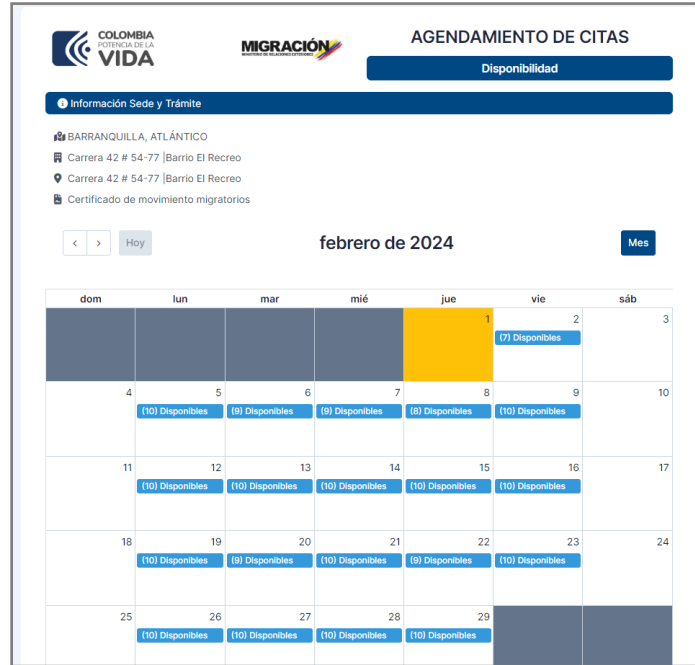 COLOMBIA
POTENCIA DE LA
VIDA
MIGRACIÓN
MINISTERIO DE RELACIONES EXTERIORES
AGENDAMIENTO DE CITAS
Disponibilidad
Información Sede y Trámite
BARRANQUILLA, ATLÁNTICO
Carrera 42 # 54-77 |Barrio El Recreo
Carrera 42 # 54-77 |Barrio El Recreo
Certificado de movimiento migratorios
< > Hoy febrero de 2024 Mes
dom lun mar mié jue vie sáb
1 2 3
(7) Disponibles
4 5 6 7 8 9 10
(10) Disponibles (9) Disponibles (9) Disponibles (8) Disponibles (10) Disponibles
11 12 13 14 15 16 17
(10) Disponibles (10) Disponibles (10) Disponibles (10) Disponibles (10) Disponibles
18 19 20 21 22 23 24
(10) Disponibles (9) Disponibles (10) Disponibles (9) Disponibles (10) Disponibles
25 26 27 28 29
(10) Disponibles (10) Disponibles (10) Disponibles (10) Disponibles